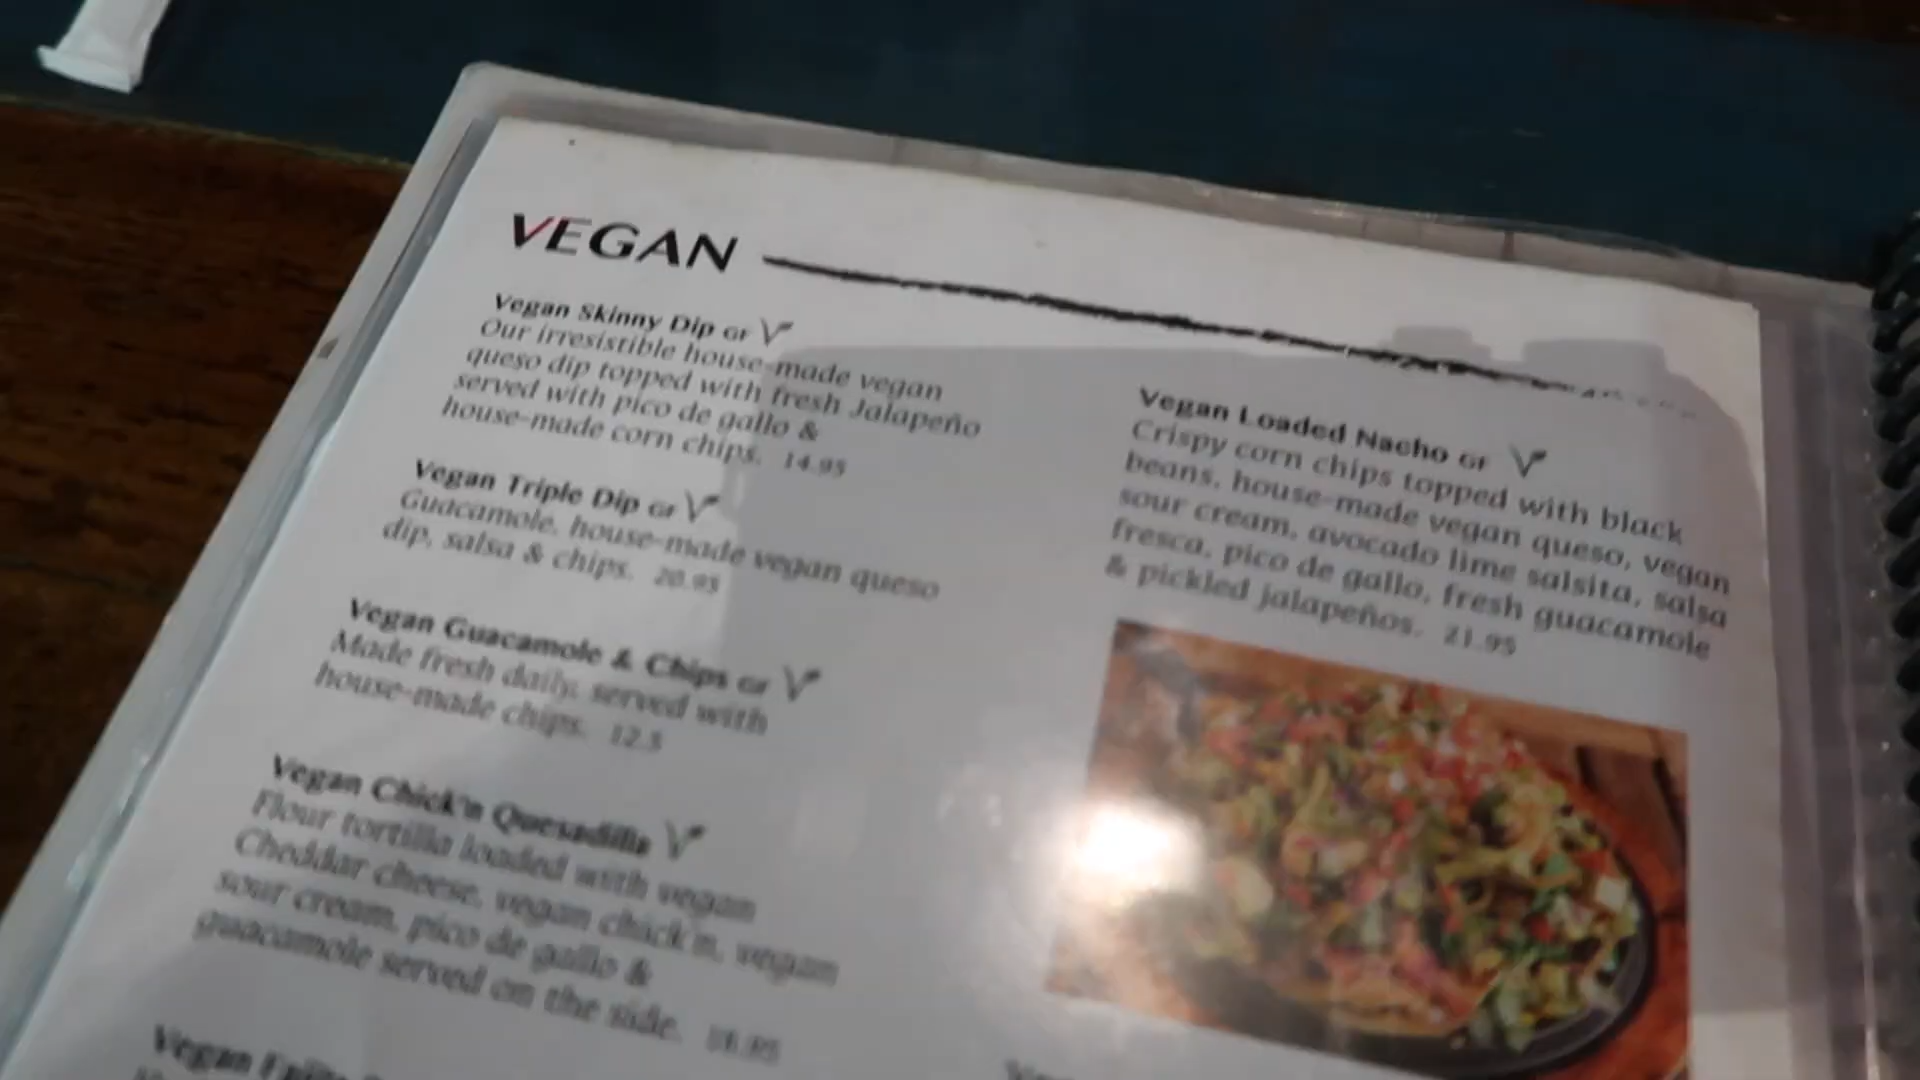 VEGAN
Vegan Skinny Dip GF V
Our irresistible house-made vegan
queso dip topped with fresh Jalapeño
served with pico de gallo &
house-made corn chips. 14.95
Vegan Triple Dip GF V
Guacamole, house-made vegan queso
dip, salsa & chips. 20.95
Vegan Guacamole & Chips GF V
Made fresh daily, served with
house-made chips. 12.5
Vegan Chick'n Quesadilla V
Flour tortilla loaded with vegan
Cheddar cheese, vegan chick'n, vegan
sour cream, pico de gallo &
guacamole served on the side.
Vegan
Vegan Loaded Nacho GF V
Crispy corn chips topped with black
beans, house-made vegan queso, vegan
sour cream, avocado lime salsita, salsa
fresca, pico de gallo, fresh guacamole
& pickled jalapeños. 21.95